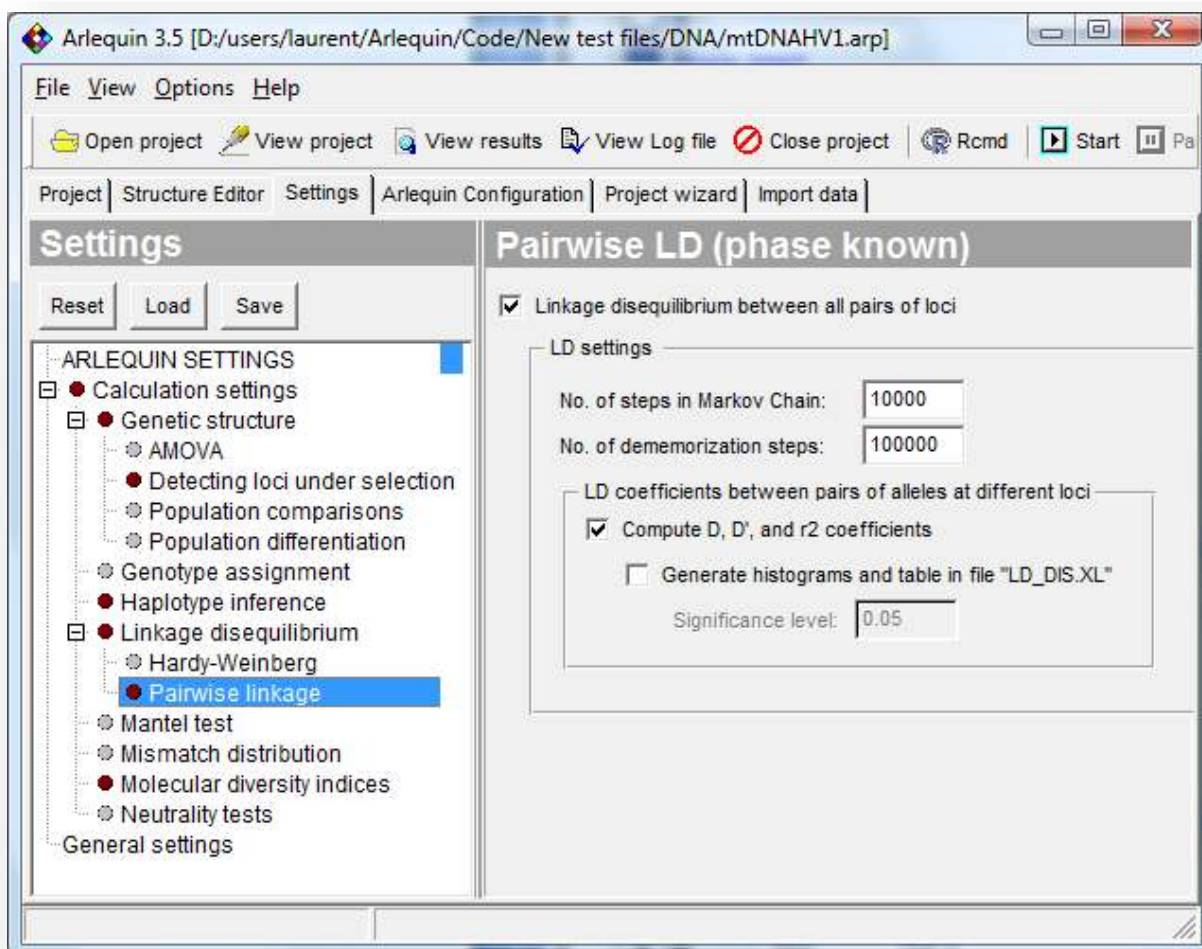 Arlequin 3.5 [D:/users/laurent/Arlequin/Code/New test files/DNA/mtDNAHV1.arp]
File View Options Help
Open project View project View results View Log file Close project Rcmd Start Pa
Project Structure Editor Settings Arlequin Configuration Project wizard Import data
Settings
Reset Load Save
ARLEQUIN SETTINGS
Calculation settings
Genetic structure
AMOVA
Detecting loci under selection
Population comparisons
Population differentiation
Genotype assignment
Haplotype inference
Linkage disequilibrium
Hardy-Weinberg
Pairwise linkage
Mantel test
Mismatch distribution
Molecular diversity indices
Neutrality tests
General settings
Pairwise LD (phase known)
Linkage disequilibrium between all pairs of loci
LD settings
No. of steps in Markov Chain: 10000
No. of dememorization steps: 100000
LD coefficients between pairs of alleles at different loci
Compute D, D', and r2 coefficients
Generate histograms and table in file "LD_DIS.XL"
Significance level: 0.05